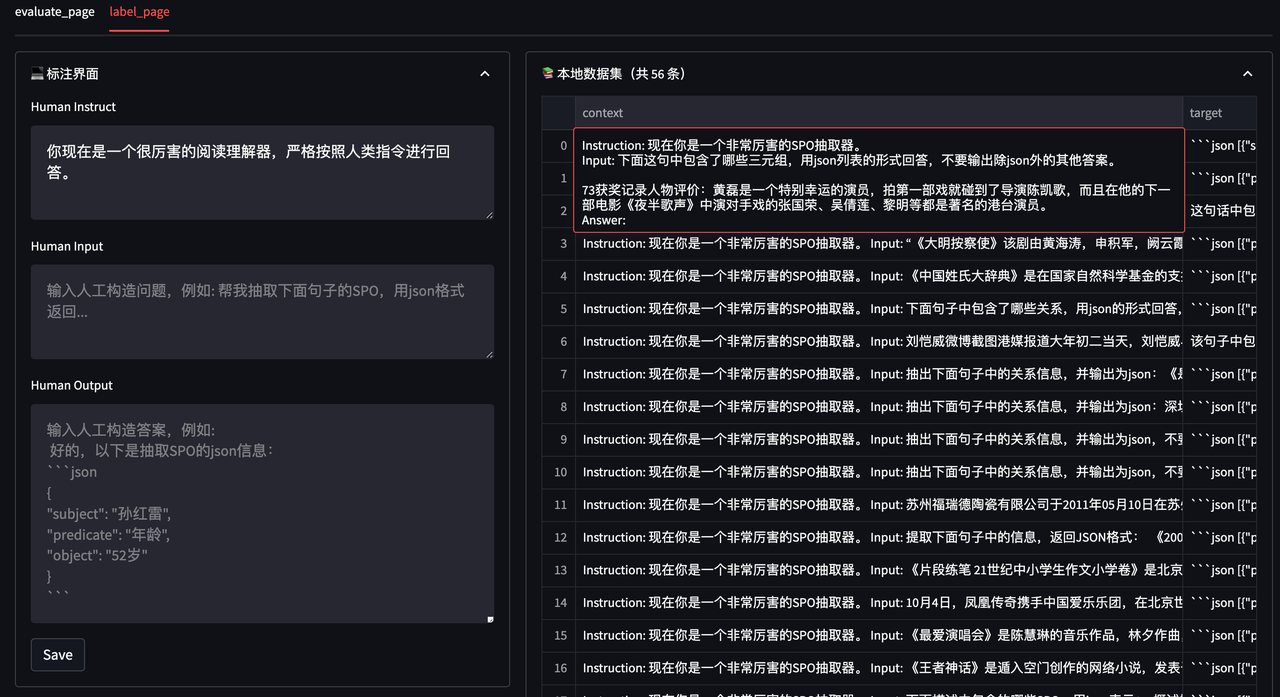 evaluate_page label_page
标注界面
Human Instruct
你现在是一个很厉害的阅读理解器，严格按照人类指令进行回
答。
Human Input
输入人工构造问题，例如: 帮我抽取下面句子的SPO，用json格式
返回...
Human Output
输入人工构造答案，例如:
好的，以下是抽取SPO的json信息：
```json
{
"subject": "孙红雷",
"predicate": "年龄",
"object": "52岁"
}
```
Save
本地数据集（共 56 条）
context target
0 Instruction: 现在你是一个非常厉害的SPO抽取器。 ```json [{"s
Input: 下面这句中包含了哪些三元组，用json列表的形式回答，不要输出除json外的其他答案。
1 ```json [{"p
73获奖记录人物评价：黄磊是一个特别幸运的演员，拍第一部戏就碰到了导演陈凯歌，而且在他的下一
2 部电影《夜半歌声》中演对手戏的张国荣、吴倩莲、黎明等都是著名的港台演员。 这句话中包
Answer:
3 Instruction: 现在你是一个非常厉害的SPO抽取器。 Input: “《大明按察使》该剧由黄海涛，申积军，阚云霞 ```json [{"p
4 Instruction: 现在你是一个非常厉害的SPO抽取器。 Input: 《中国姓氏大辞典》是在国家自然科学基金的支 ```json [{"p
5 Instruction: 现在你是一个非常厉害的SPO抽取器。 Input: 下面句子中包含了哪些关系，用json的形式回答， ```json [{"p
6 Instruction: 现在你是一个非常厉害的SPO抽取器。 Input: 刘恺威微博截图港媒报道大年初二当天，刘恺威 该句子中包
7 Instruction: 现在你是一个非常厉害的SPO抽取器。 Input: 抽出下面句子中的关系信息，并输出为json：《 ```json [{"p
8 Instruction: 现在你是一个非常厉害的SPO抽取器。 Input: 抽出下面句子中的关系信息，并输出为json：深 ```json [{"p
9 Instruction: 现在你是一个非常厉害的SPO抽取器。 Input: 抽出下面句子中的关系信息，并输出为json，不 ```json [{"p
10 Instruction: 现在你是一个非常厉害的SPO抽取器。 Input: 抽出下面句子中的关系信息，并输出为json，不 ```json [{"p
11 Instruction: 现在你是一个非常厉害的SPO抽取器。 Input: 苏州福瑞德陶瓷有限公司于2011年05月10日在苏 ```json [{"p
12 Instruction: 现在你是一个非常厉害的SPO抽取器。 Input: 提取下面句子中的信息，返回JSON格式： 《200 ```json [{"p
13 Instruction: 现在你是一个非常厉害的SPO抽取器。 Input: 《片段练笔 21世纪中小学生作文小学卷》是北京 ```json [{"p
14 Instruction: 现在你是一个非常厉害的SPO抽取器。 Input: 10月4日，凤凰传奇携手中国爱乐乐团，在北京世 ```json [{"p
15 Instruction: 现在你是一个非常厉害的SPO抽取器。 Input: 《最爱演唱会》是陈慧琳的音乐作品，林夕作曲 ```json [{"p
16 Instruction: 现在你是一个非常厉害的SPO抽取器。 Input: 《王者神话》是遁入空门创作的网络小说，发表 ```json [{"p